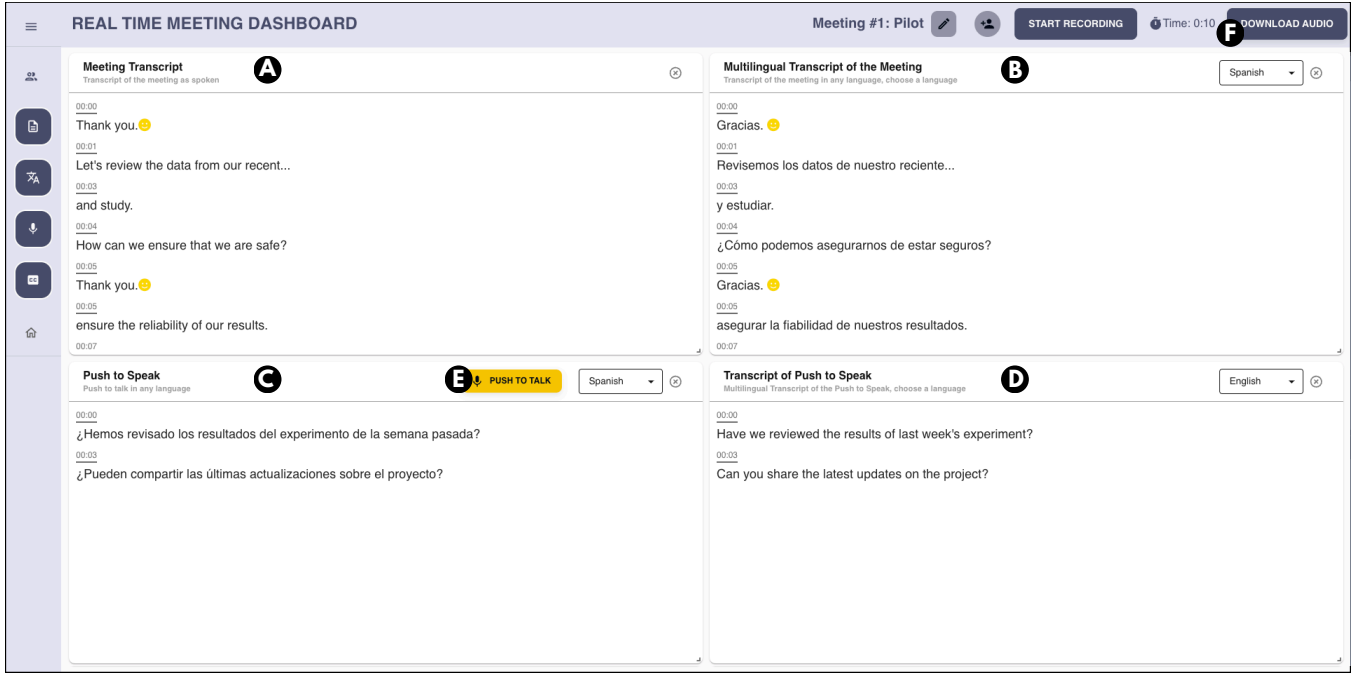 REAL TIME MEETING DASHBOARD
Meeting #1: Pilot
START RECORDING
Time: 0:10
DOWNLOAD AUDIO
F
Meeting Transcript
Transcript of the meeting as spoken
A
00:00
Thank you.
00:01
Let's review the data from our recent...
00:03
and study.
00:04
How can we ensure that we are safe?
00:05
Thank you.
00:05
ensure the reliability of our results.
00:07
Multilingual Transcript of the Meeting
Transcript of the meeting in any language, choose a language
B
Spanish
00:00
Gracias.
00:01
Revisemos los datos de nuestro reciente...
00:03
y estudiar.
00:04
¿Cómo podemos asegurarnos de estar seguros?
00:05
Gracias.
00:05
asegurar la fiabilidad de nuestros resultados.
00:07
Push to Speak
Push to talk in any language
C
E
PUSH TO TALK
Spanish
00:00
¿Hemos revisado los resultados del experimento de la semana pasada?
00:03
¿Pueden compartir las últimas actualizaciones sobre el proyecto?
Transcript of Push to Speak
Multilingual Transcript of the Push to Speak, choose a language
D
English
00:00
Have we reviewed the results of last week's experiment?
00:03
Can you share the latest updates on the project?